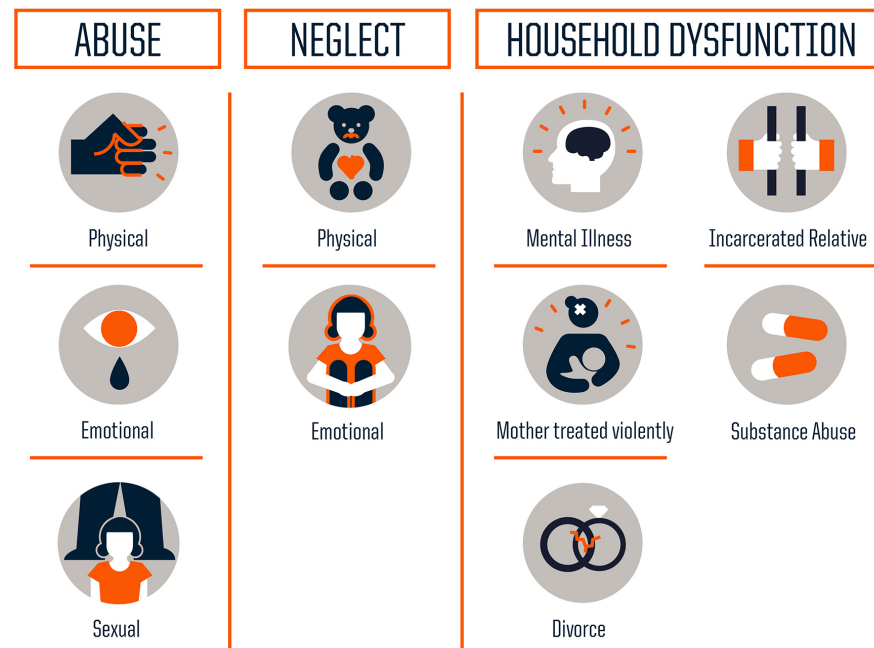 ABUSE
Physical
Emotional
Sexual
NEGLECT
Physical
Emotional
HOUSEHOLD DYSFUNCTION
Mental Illness
Incarcerated Relative
Mother treated violently
Substance Abuse
Divorce